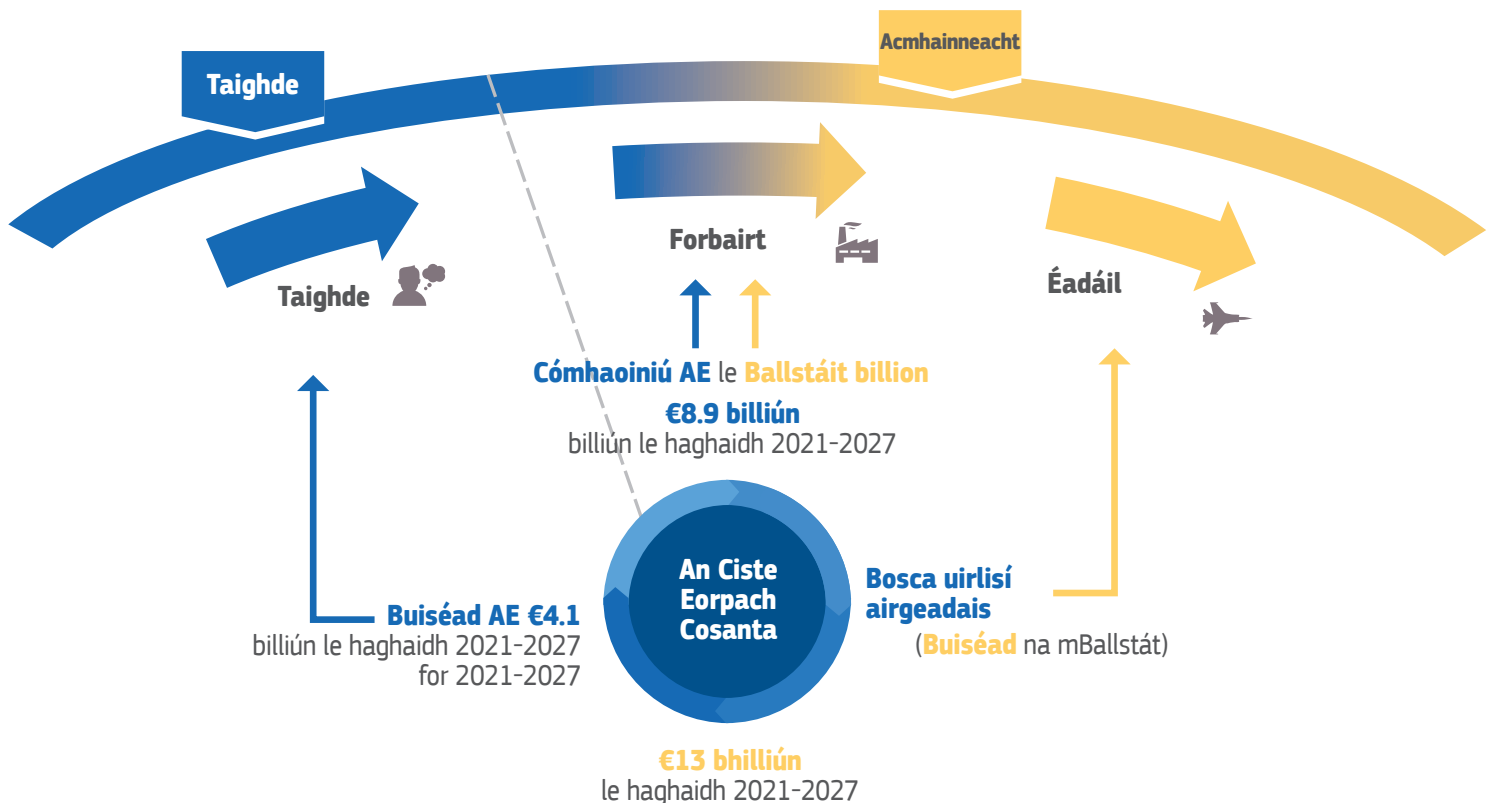 Taighde
Acmhainneacht
Taighde
Forbairt
Éadáil
Cómhaoiniú AE le Ballstáit billion
€8.9 billiún
billiún le haghaidh 2021-2027
An Ciste
Eorpach
Cosanta
Buiséad AE €4.1
billiún le haghaidh 2021-2027
for 2021-2027
Bosca uirlisí
airgeadais
(Buiséad na mBallstát)
€13 bhilliún
le haghaidh 2021-2027